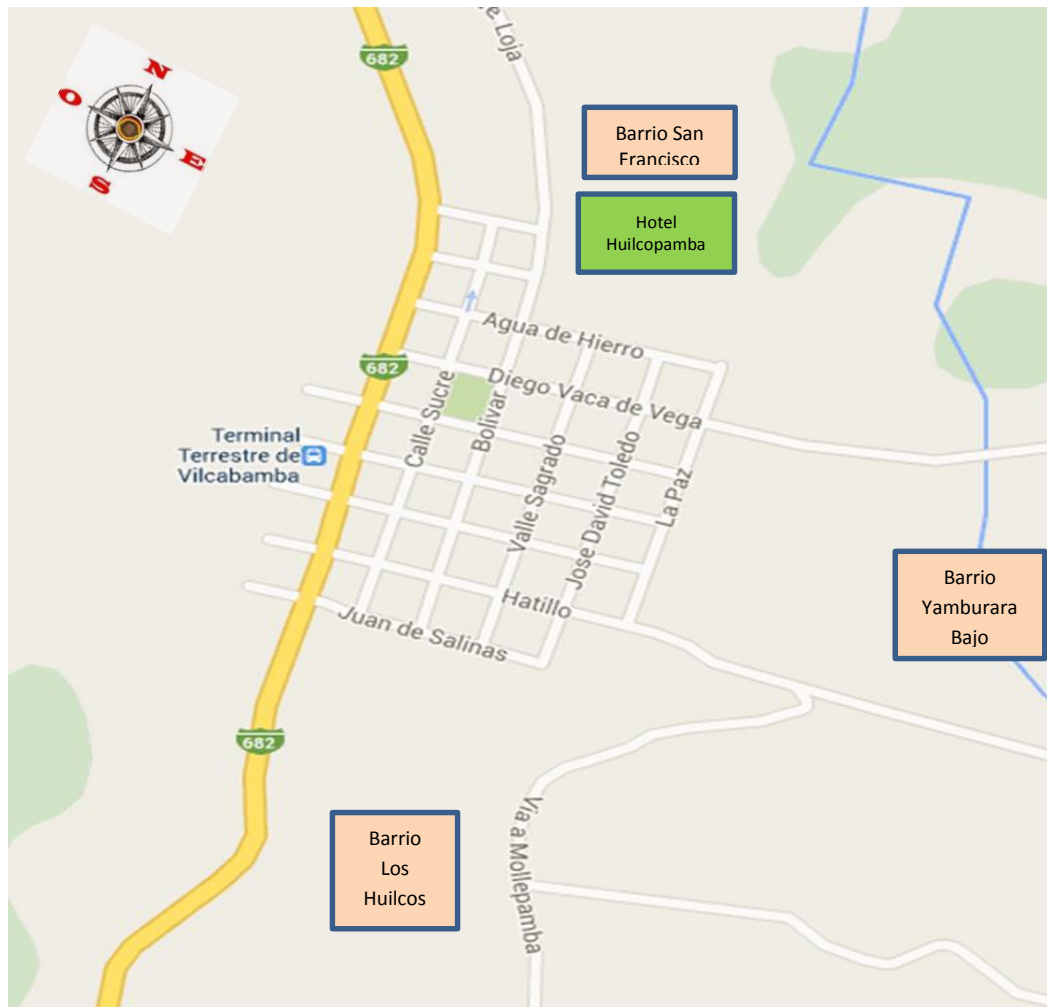 682
e Loja
N
O
E
S
Barrio San
Francisco
Hotel
Huilcopamba
Agua de Hierro
682
Diego Vaca de Vega
Calle Sucre
Bolivar
Terminal
Terrestre de
Vilcabamba
Valle Sagrado
Jose David Toledo
La Paz
Barrio
Yamburara
Bajo
Hatillo
Juan de Salinas
682
Via a Mollepamba
Barrio
Los
Huilcos